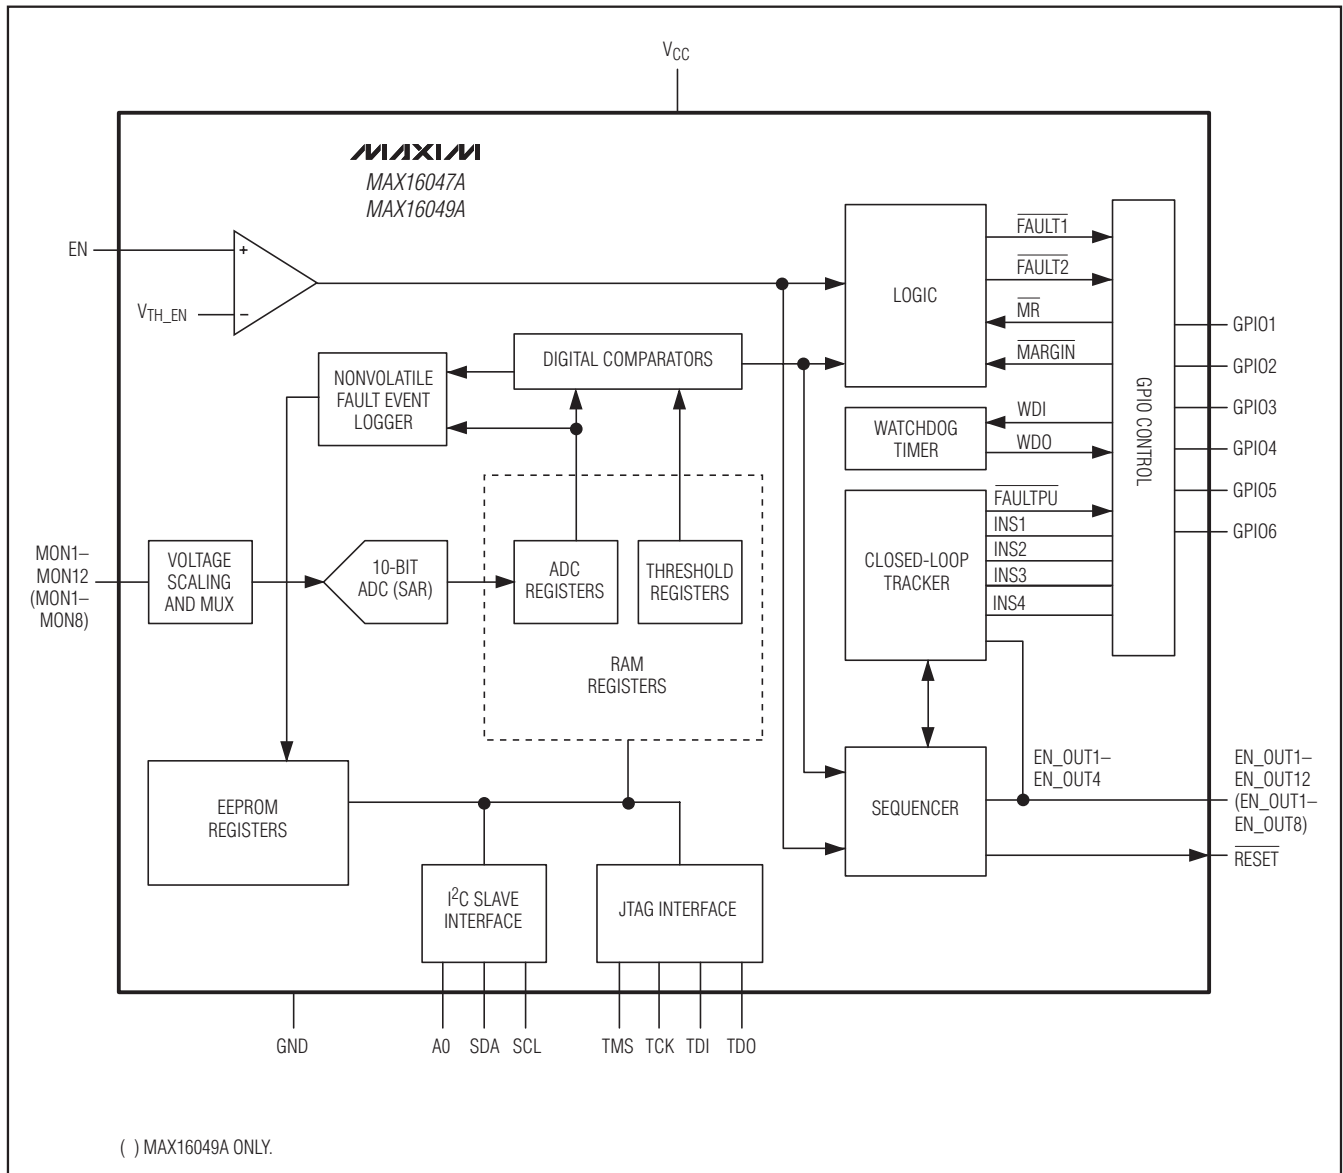 VCC
MAXIM
MAX16047A
MAX16049A
EN
+
VTH_EN
−
LOGIC
FAULT1
FAULT2
MR
MARGIN
GPIO CONTROL
GPIO1
GPIO2
GPIO3
GPIO4
GPIO5
GPIO6
DIGITAL COMPARATORS
NONVOLATILE
FAULT EVENT
LOGGER
WATCHDOG
TIMER
WDI
WDO
FAULTPU
INS1
INS2
INS3
INS4
CLOSED-LOOP
TRACKER
MON1–
MON12
(MON1–
MON8)
VOLTAGE
SCALING
AND MUX
10-BIT
ADC (SAR)
ADC
REGISTERS
THRESHOLD
REGISTERS
RAM
REGISTERS
EEPROM
REGISTERS
SEQUENCER
EN_OUT1–
EN_OUT4
EN_OUT1–
EN_OUT12
(EN_OUT1–
EN_OUT8)
RESET
I2C SLAVE
INTERFACE
JTAG INTERFACE
GND
A0
SDA
SCL
TMS
TCK
TDI
TDO
( ) MAX16049A ONLY.